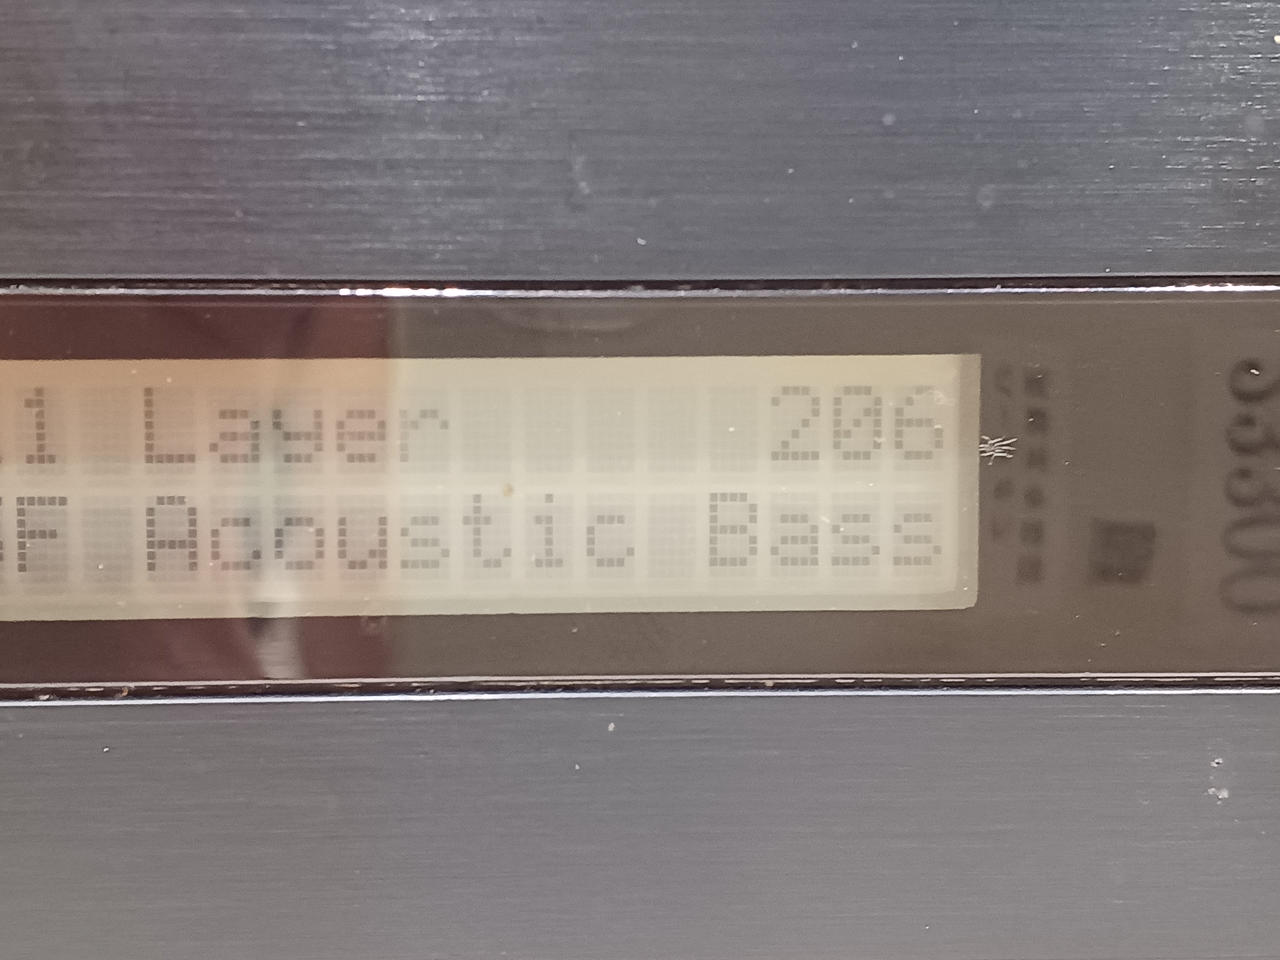 1 Layer 206
F Acoustic Bass